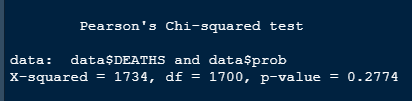 Pearson's Chi-squared test
data: data$DEATHS and data$prob
X-squared = 1734, df = 1700, p-value = 0.2774